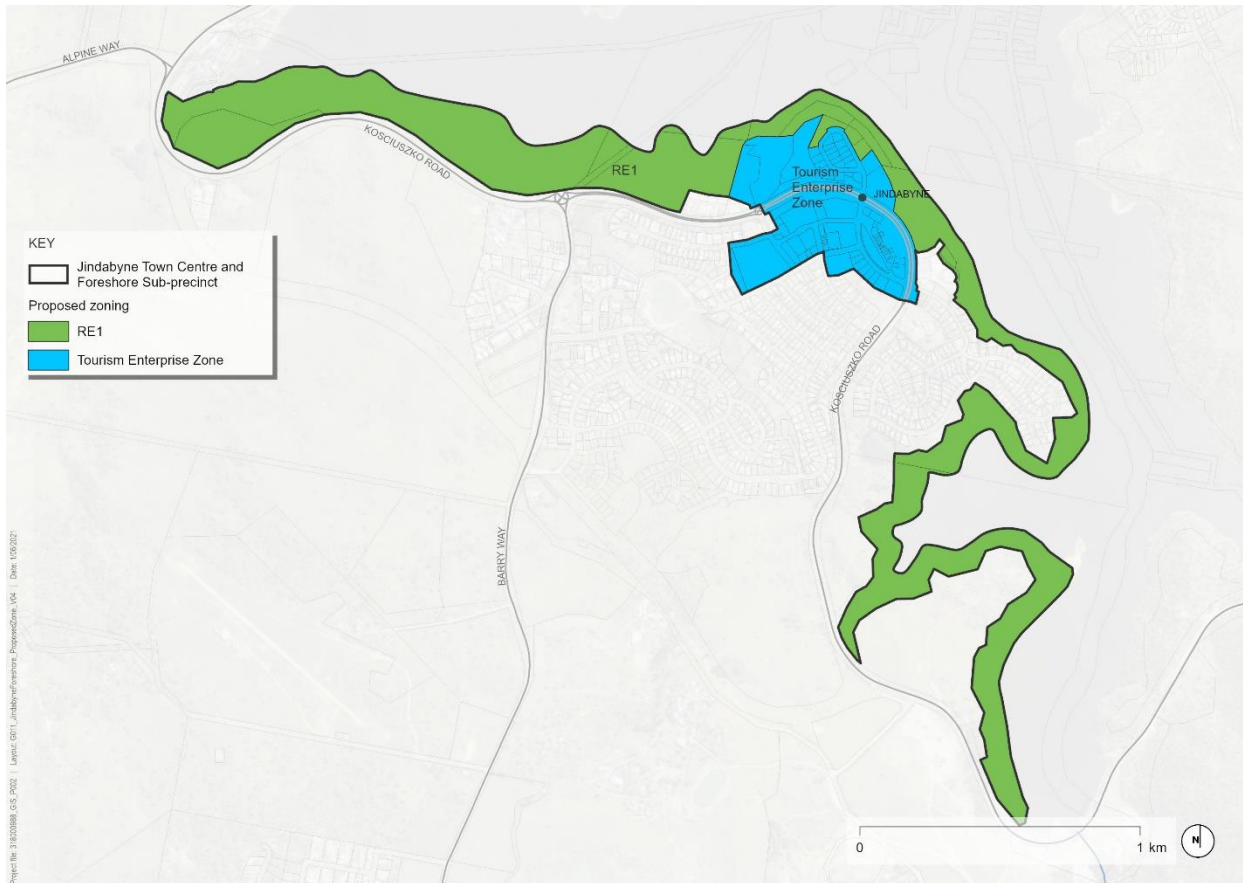 ALPINE WAY
KOSCIUSZKO ROAD
RE1
Tourism
Enterprise
Zone
JINDABYNE
KEY
Jindabyne Town Centre and
Foreshore Sub-precinct
Proposed zoning
RE1
Tourism Enterprise Zone
KOSCIUSZKO ROAD
BARRY WAY
0
1 km
N